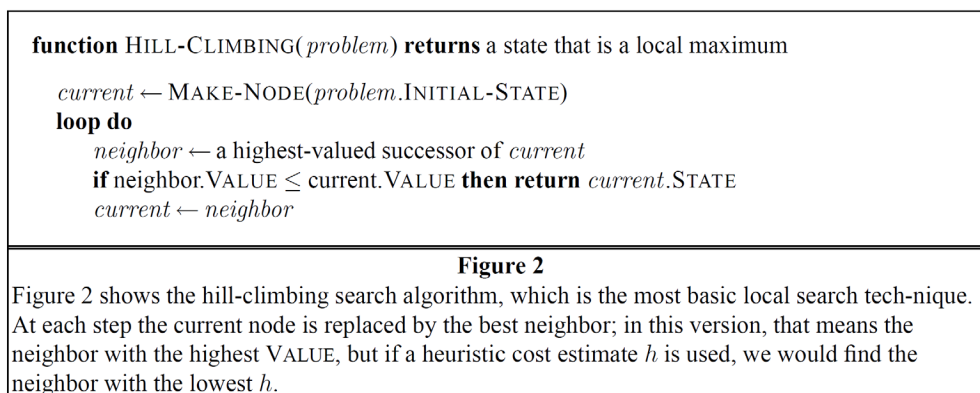 function HILL-CLIMBING(problem) returns a state that is a local maximum
current ← MAKE-NODE(problem.INITIAL-STATE)
loop do
neighbor ← a highest-valued successor of current
if neighbor.VALUE ≤ current.VALUE then return current.STATE
current ← neighbor
Figure 2
Figure 2 shows the hill-climbing search algorithm, which is the most basic local search tech-nique.
At each step the current node is replaced by the best neighbor; in this version, that means the
neighbor with the highest VALUE, but if a heuristic cost estimate h is used, we would find the
neighbor with the lowest h.